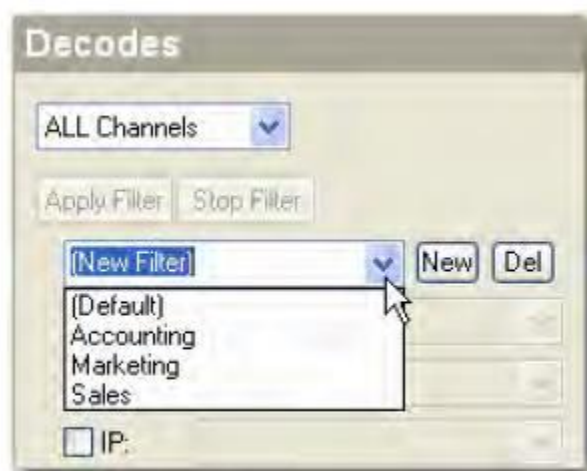 Decodes
ALL Channels
Apply Filter Stop Filter
(New Filter) New Del
(Default)
Accounting
Marketing
Sales
IP: